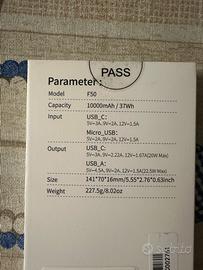 PASS
Parameter :
Model F50
Capacity 10000mAh / 37Wh
Input USB_C:
5V⎓3A, 9V⎓2A, 12V⎓1.5A
Micro_USB:
5V⎓2A, 9V⎓2A, 12V⎓1.5A
Output USB_C:
5V⎓3A, 9V⎓2.22A, 12V⎓1.67A(20W Max)
USB_A:
5V⎓4.5A, 9V⎓2A, 12V⎓1.5A(22.5W Max)
Size 141*70*16mm/5.55*2.76*0.63inch
Weight 227.5g/8.02oz
subito